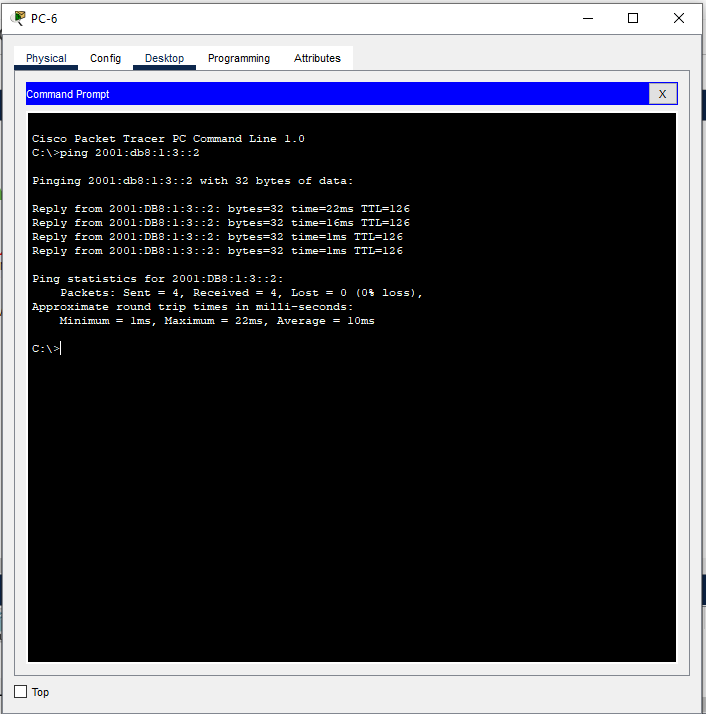 PC-6
Physical Config Desktop Programming Attributes
Command Prompt X
Cisco Packet Tracer PC Command Line 1.0
C:\>ping 2001:db8:1:3::2
Pinging 2001:db8:1:3::2 with 32 bytes of data:
Reply from 2001:DB8:1:3::2: bytes=32 time=22ms TTL=126
Reply from 2001:DB8:1:3::2: bytes=32 time=16ms TTL=126
Reply from 2001:DB8:1:3::2: bytes=32 time=1ms TTL=126
Reply from 2001:DB8:1:3::2: bytes=32 time=1ms TTL=126
Ping statistics for 2001:DB8:1:3::2:
Packets: Sent = 4, Received = 4, Lost = 0 (0% loss),
Approximate round trip times in milli-seconds:
Minimum = 1ms, Maximum = 22ms, Average = 10ms
C:\>
Top